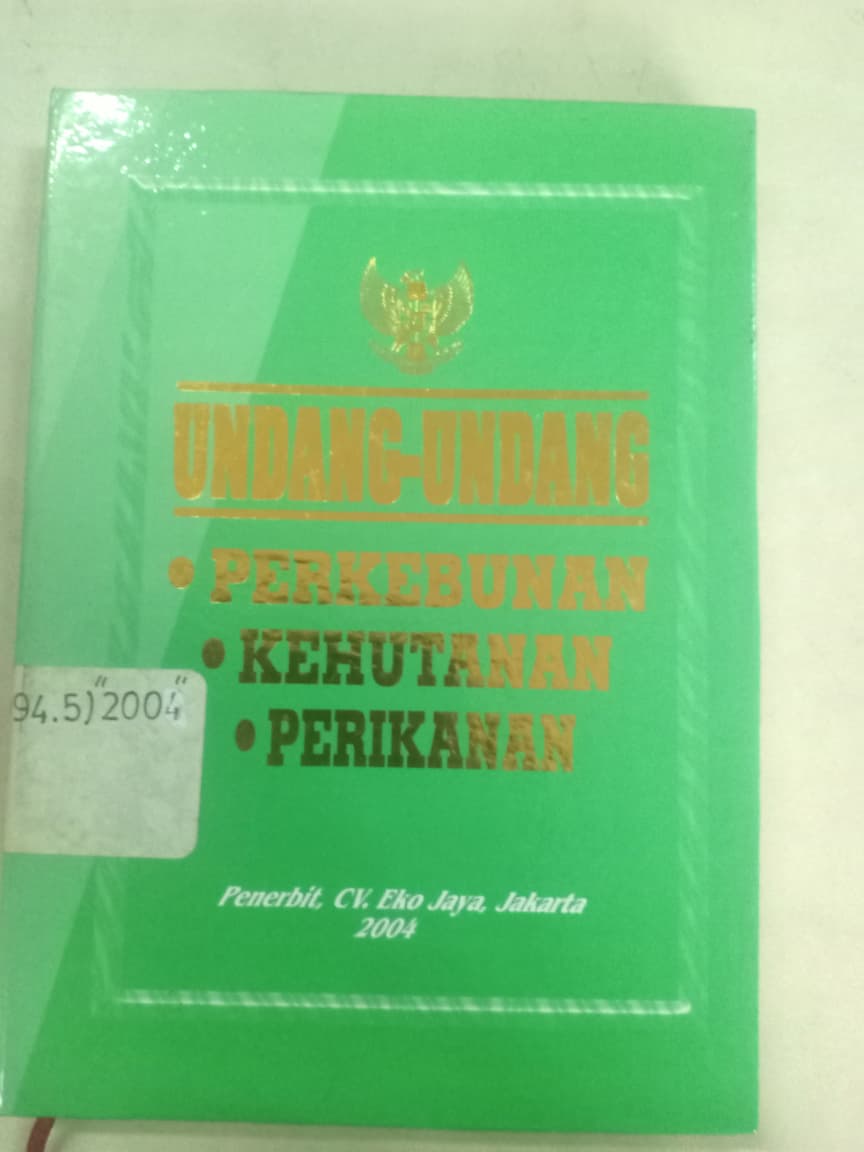 UNDANG-UNDANG
• PERKEBUNAN
• KEHUTANAN
• PERIKANAN
94.5)"2004"
Penerbit, CV. Eko Jaya, Jakarta
2004